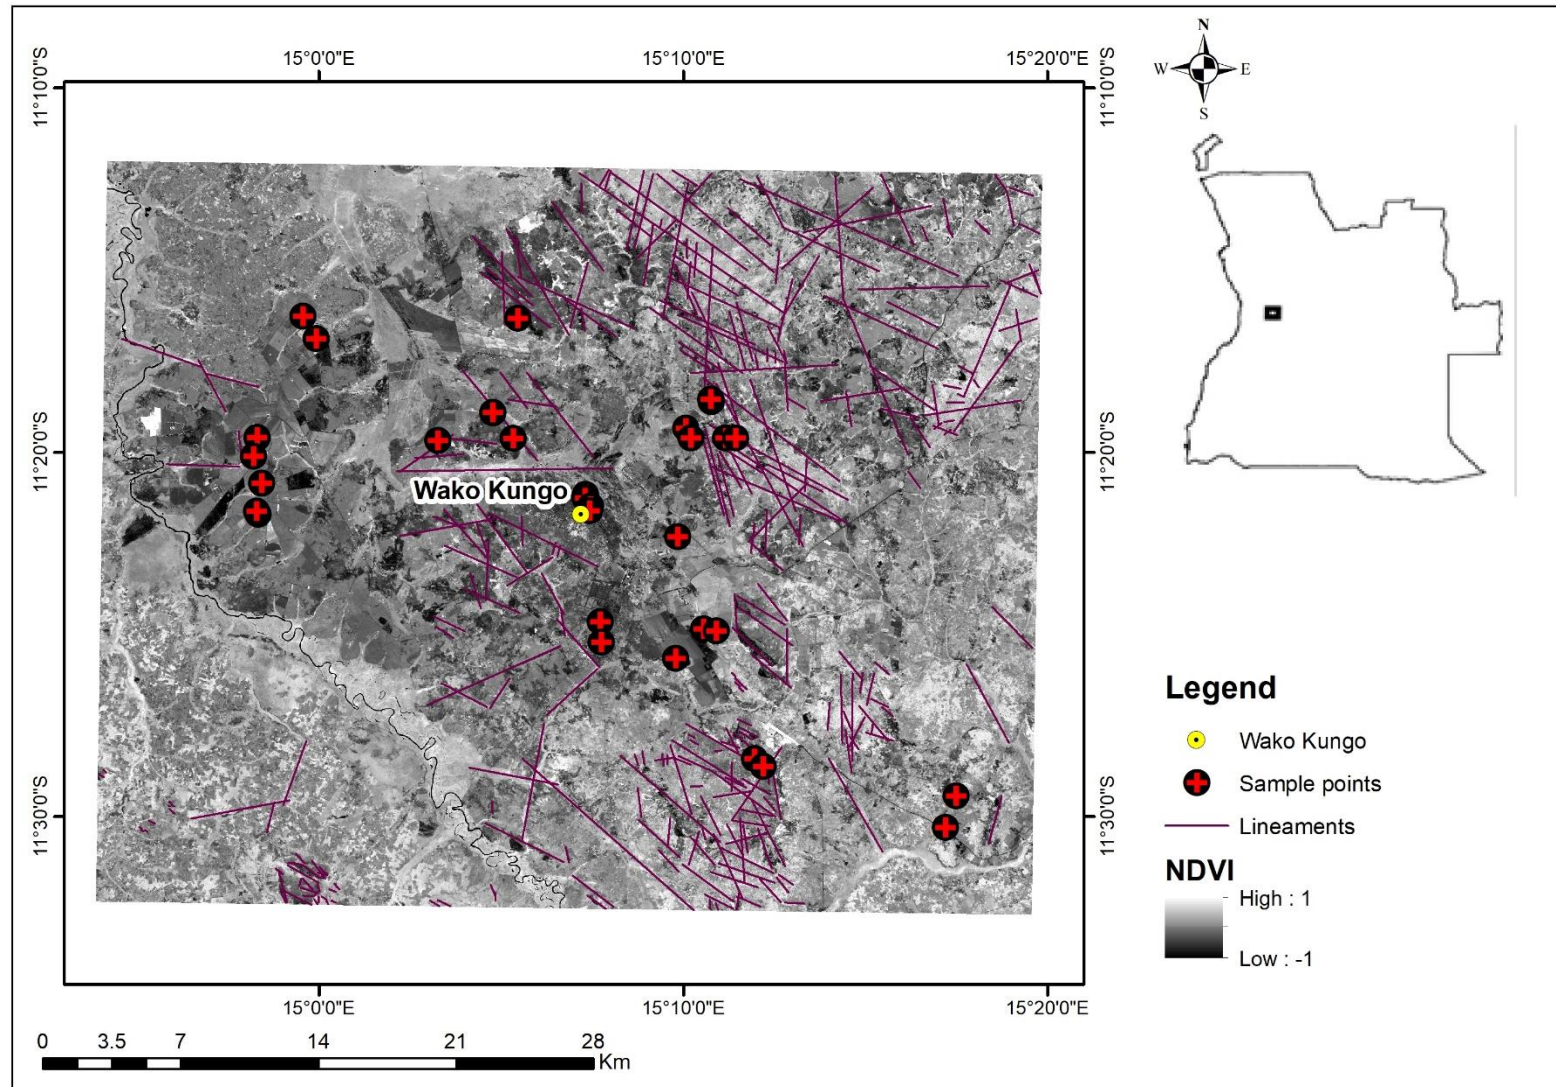 15°0'0"E
15°10'0"E
15°20'0"E
11°10'0"S
11°10'0"S
N
W
E
S
11°20'0"S
11°20'0"S
Wako Kungo
11°30'0"S
11°30'0"S
15°0'0"E
15°10'0"E
15°20'0"E
0 3.5 7 14 21 28
Km
Legend
Wako Kungo
Sample points
Lineaments
NDVI
High : 1
Low : -1